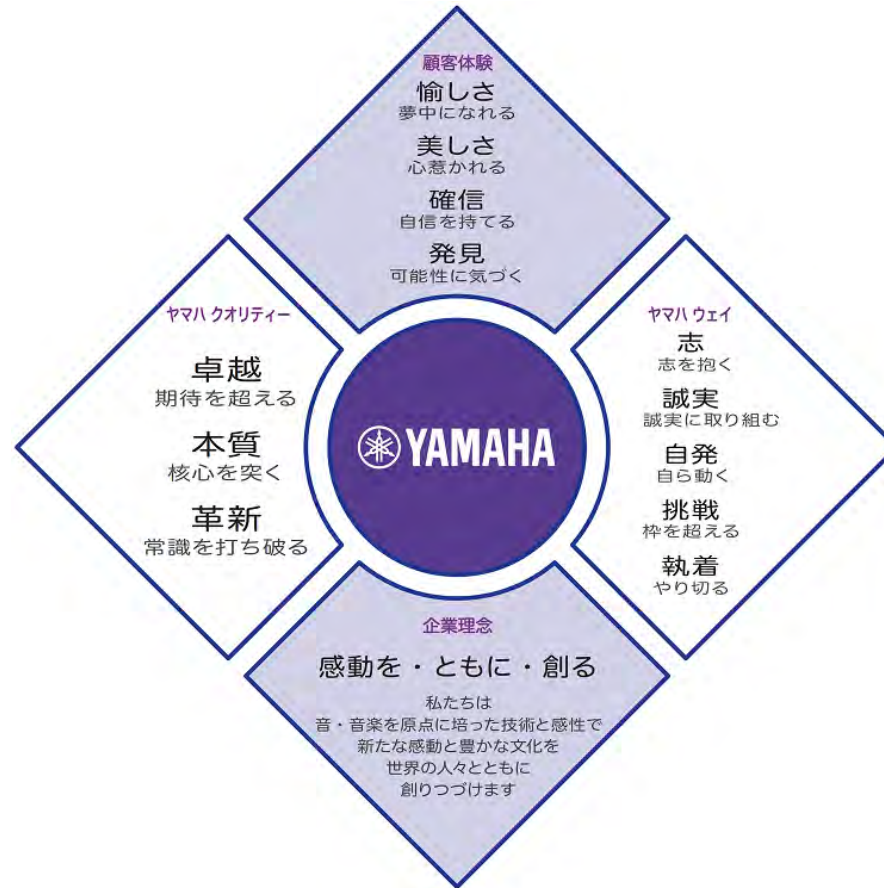 顧客体験
愉しさ
夢中になれる
美しさ
心惹かれる
確信
自信を持てる
発見
可能性に気づく
ヤマハ クオリティー
卓越
期待を超える
本質
核心を突く
革新
常識を打ち破る
YAMAHA
ヤマハ ウェイ
志
志を抱く
誠実
誠実に取り組む
自発
自ら動く
挑戦
枠を超える
執着
やり切る
企業理念
感動を・ともに・創る
私たちは
音・音楽を原点に培った技術と感性で
新たな感動と豊かな文化を
世界の人々とともに
創りつづけます